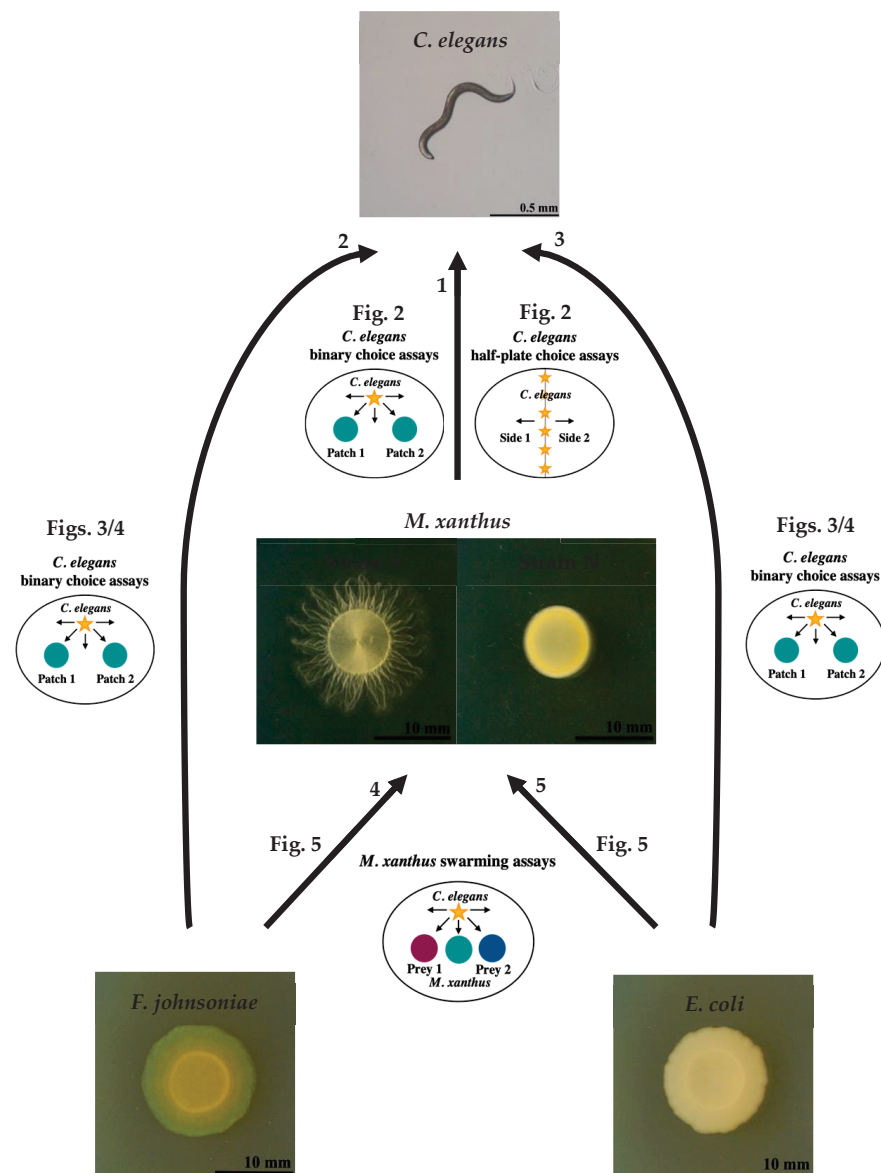 C. elegans
0.5 mm
2
3
1
Fig. 2
C. elegans
binary choice assays
C. elegans
Patch 1
Patch 2
Fig. 2
C. elegans
half-plate choice assays
C. elegans
Side 1
Side 2
M. xanthus
Strain N
10 mm
10 mm
Figs. 3/4
C. elegans
binary choice assays
C. elegans
Patch 1
Patch 2
Figs. 3/4
C. elegans
binary choice assays
C. elegans
Patch 1
Patch 2
4
5
Fig. 5
Fig. 5
M. xanthus swarming assays
C. elegans
Prey 1
Prey 2
M. xanthus
F. johnsoniae
10 mm
E. coli
10 mm